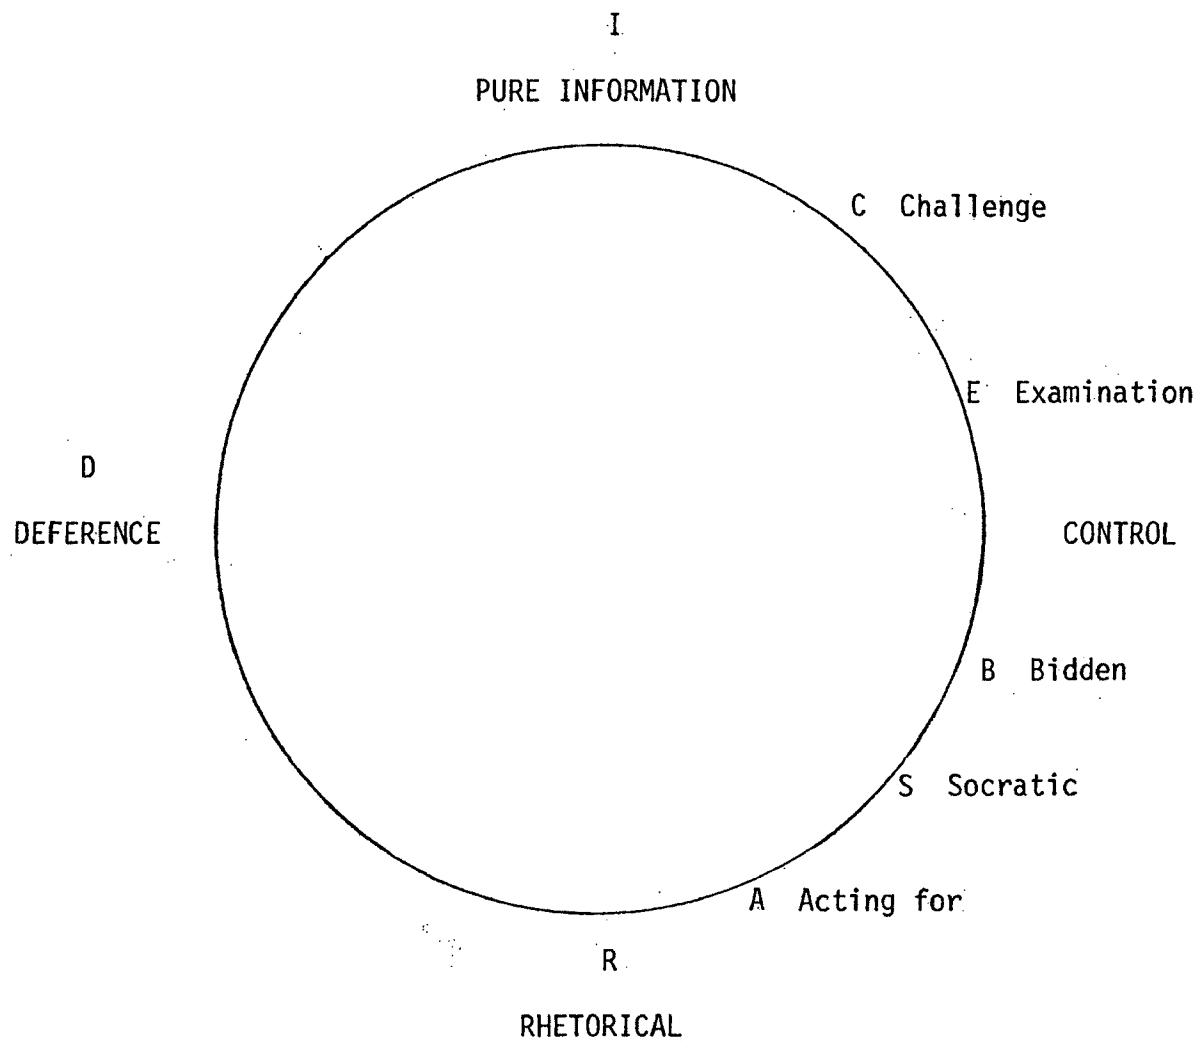 I
PURE INFORMATION
C Challenge
E Examination
D
DEFERENCE
CONTROL
B Bidden
S Socratic
A Acting for
R
RHETORICAL